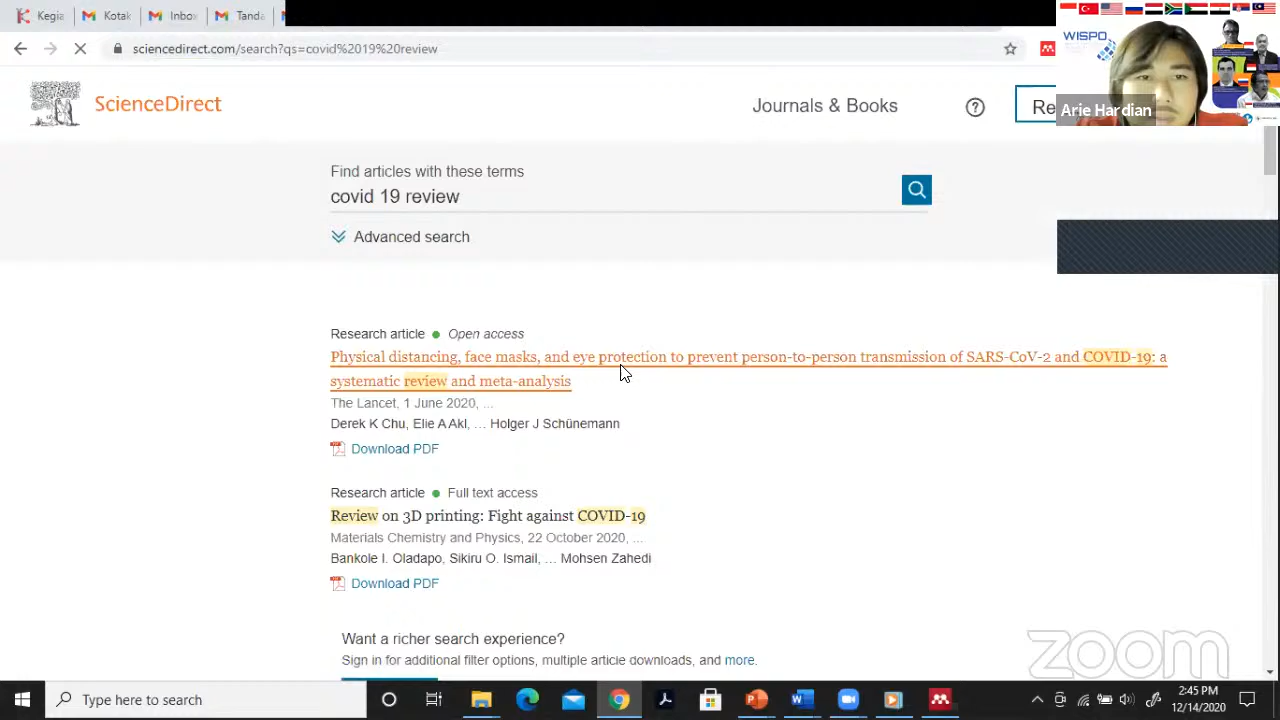 Kegia
Kotak
Inbo
Tanda
sciencedirect.com/search?qs=covid%2019%20review
WISPO
Arie Hardian
ScienceDirect
Journals & Books
Re
Find articles with these terms
covid 19 review
Advanced search
Research article ● Open access
Physical distancing, face masks, and eye protection to prevent person-to-person transmission of SARS-CoV-2 and COVID-19: a
systematic review and meta-analysis
The Lancet, 1 June 2020, ...
Derek K Chu, Elie A Akl, ... Holger J Schünemann
Download PDF
Research article ● Full text access
Review on 3D printing: Fight against COVID-19
Materials Chemistry and Physics, 22 October 2020, ...
Bankole I. Oladapo, Sikiru O. Ismail, ... Mohsen Zahedi
Download PDF
Want a richer search experience?
Sign in for additional filter options, multiple article downloads, and more.
zoom
Type here to search
2:45 PM
12/14/2020